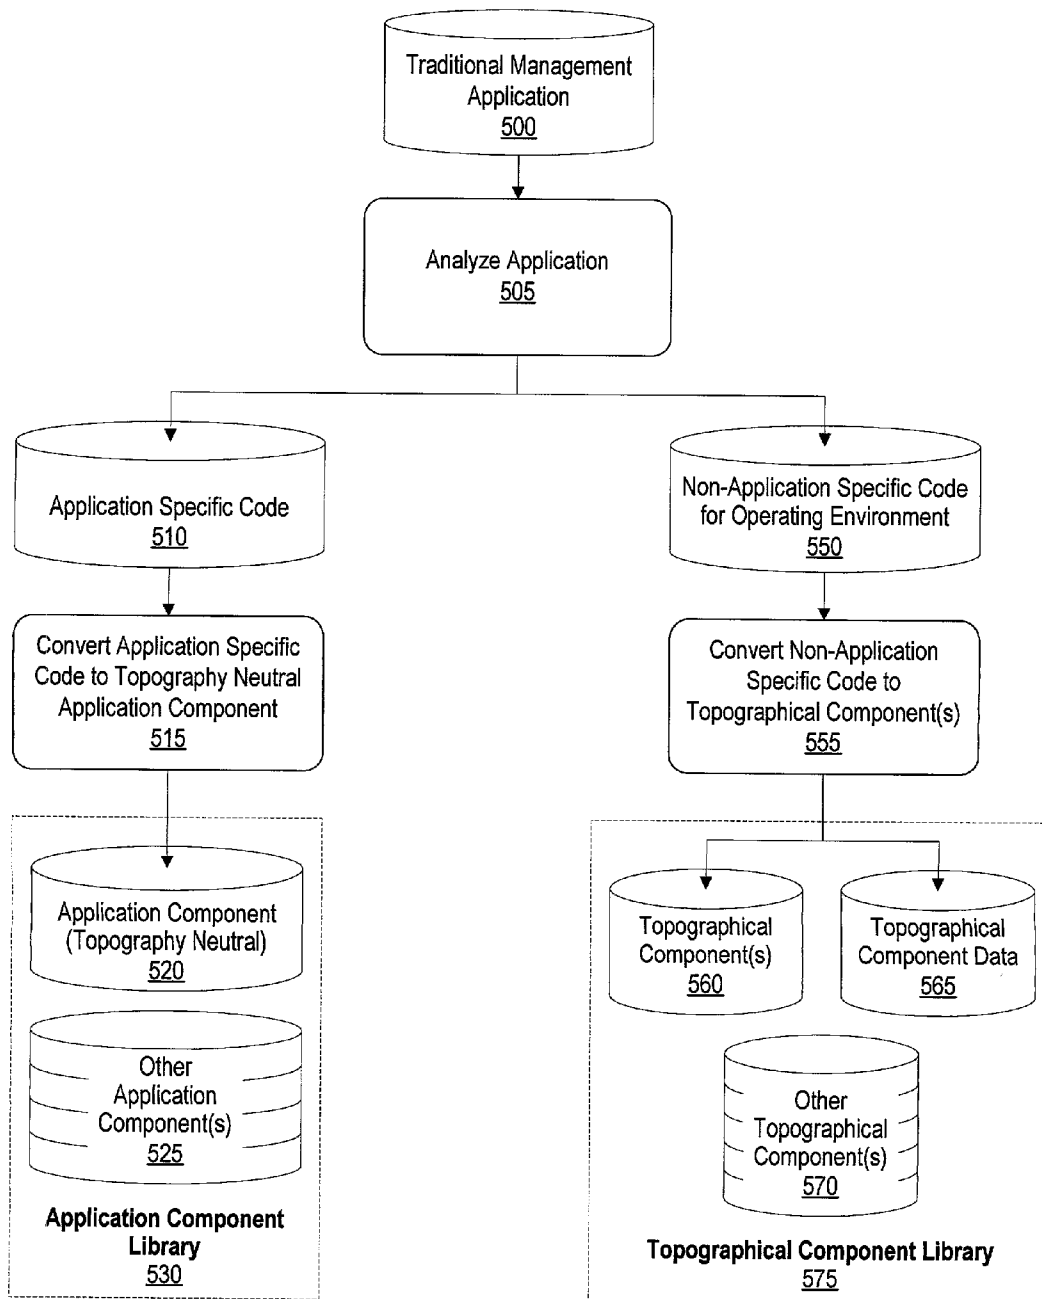 Traditional Management
Application
500
Analyze Application
505
Application Specific Code
510
Non-Application Specific Code
for Operating Environment
550
Convert Application Specific
Code to Topography Neutral
Application Component
515
Convert Non-Application
Specific Code to
Topographical Component(s)
555
Application Component
(Topography Neutral)
520
Topographical
Component(s)
560
Topographical
Component Data
565
Other
Application
Component(s)
525
Other
Topographical
Component(s)
570
Application Component
Library
530
Topographical Component Library
575